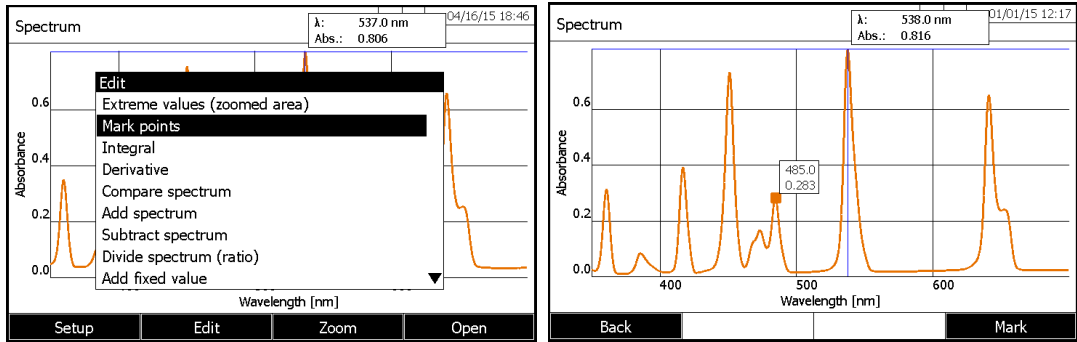 Spectrum
λ: 537.0 nm
Abs.: 0.806
04/16/15 18:46
Edit
Extreme values (zoomed area)
Mark points
Integral
Derivative
Compare spectrum
Add spectrum
Subtract spectrum
Divide spectrum (ratio)
Add fixed value
Absorbance
0.6
0.4
0.2
0.0
Wavelength [nm]
Setup Edit Zoom Open
Spectrum
λ: 538.0 nm
Abs.: 0.816
01/01/15 12:17
Absorbance
0.6
0.4
0.2
0.0
485.0
0.283
400 500 600
Wavelength [nm]
Back Mark